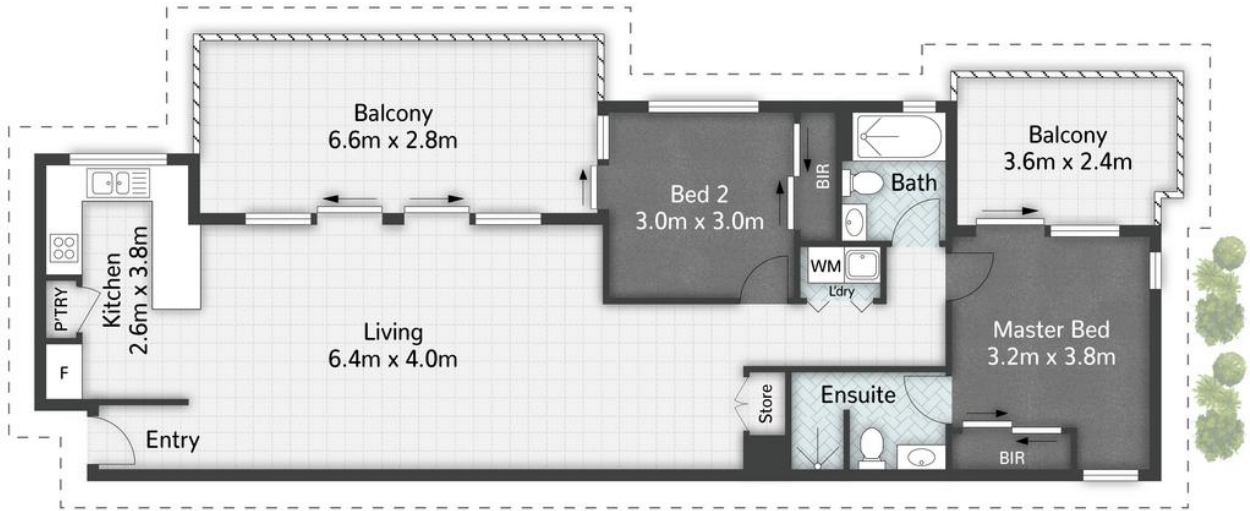 Balcony
6.6m x 2.8m
Balcony
3.6m x 2.4m
Bed 2
3.0m x 3.0m
BIR
Bath
WM
L'dry
Kitchen
2.6m x 3.8m
P'TRY
F
Living
6.4m x 4.0m
Master Bed
3.2m x 3.8m
Store
Ensuite
Entry
BIR